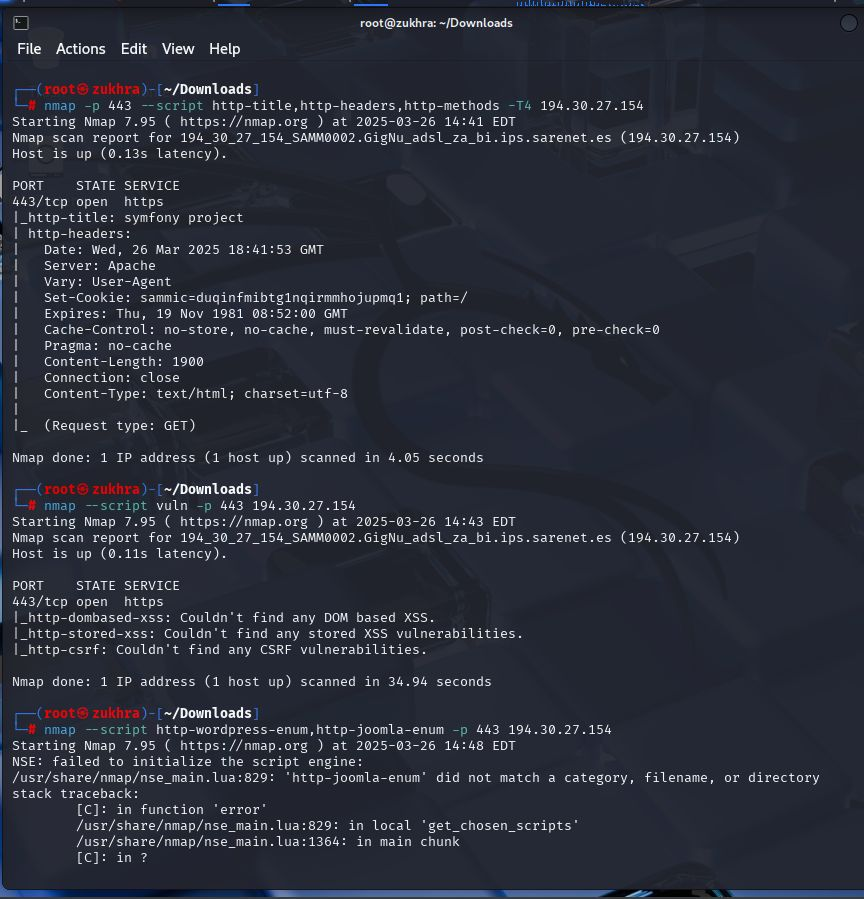 root@zukhra: ~/Downloads
File Actions Edit View Help
┌──(root㉿zukhra)-[~/Downloads]
└─# nmap -p 443 --script http-title,http-headers,http-methods -T4 194.30.27.154
Starting Nmap 7.95 ( https://nmap.org ) at 2025-03-26 14:41 EDT
Nmap scan report for 194_30_27_154_SAMM0002.GigNu_adsl_za_bi.ips.sarenet.es (194.30.27.154)
Host is up (0.13s latency).
PORT    STATE SERVICE
443/tcp open  https
|_http-title: symfony project
| http-headers:
|   Date: Wed, 26 Mar 2025 18:41:53 GMT
|   Server: Apache
|   Vary: User-Agent
|   Set-Cookie: sammic=duqinfmibtg1nqirmmhojupmq1; path=/
|   Expires: Thu, 19 Nov 1981 08:52:00 GMT
|   Cache-Control: no-store, no-cache, must-revalidate, post-check=0, pre-check=0
|   Pragma: no-cache
|   Content-Length: 1900
|   Connection: close
|   Content-Type: text/html; charset=utf-8
|
|_  (Request type: GET)
Nmap done: 1 IP address (1 host up) scanned in 4.05 seconds
┌──(root㉿zukhra)-[~/Downloads]
└─# nmap --script vuln -p 443 194.30.27.154
Starting Nmap 7.95 ( https://nmap.org ) at 2025-03-26 14:43 EDT
Nmap scan report for 194_30_27_154_SAMM0002.GigNu_adsl_za_bi.ips.sarenet.es (194.30.27.154)
Host is up (0.11s latency).
PORT    STATE SERVICE
443/tcp open  https
|_http-dombased-xss: Couldn't find any DOM based XSS.
|_http-stored-xss: Couldn't find any stored XSS vulnerabilities.
|_http-csrf: Couldn't find any CSRF vulnerabilities.
Nmap done: 1 IP address (1 host up) scanned in 34.94 seconds
┌──(root㉿zukhra)-[~/Downloads]
└─# nmap --script http-wordpress-enum,http-joomla-enum -p 443 194.30.27.154
Starting Nmap 7.95 ( https://nmap.org ) at 2025-03-26 14:48 EDT
NSE: failed to initialize the script engine:
/usr/share/nmap/nse_main.lua:829: 'http-joomla-enum' did not match a category, filename, or directory
stack traceback:
        [C]: in function 'error'
        /usr/share/nmap/nse_main.lua:829: in local 'get_chosen_scripts'
        /usr/share/nmap/nse_main.lua:1364: in main chunk
        [C]: in ?